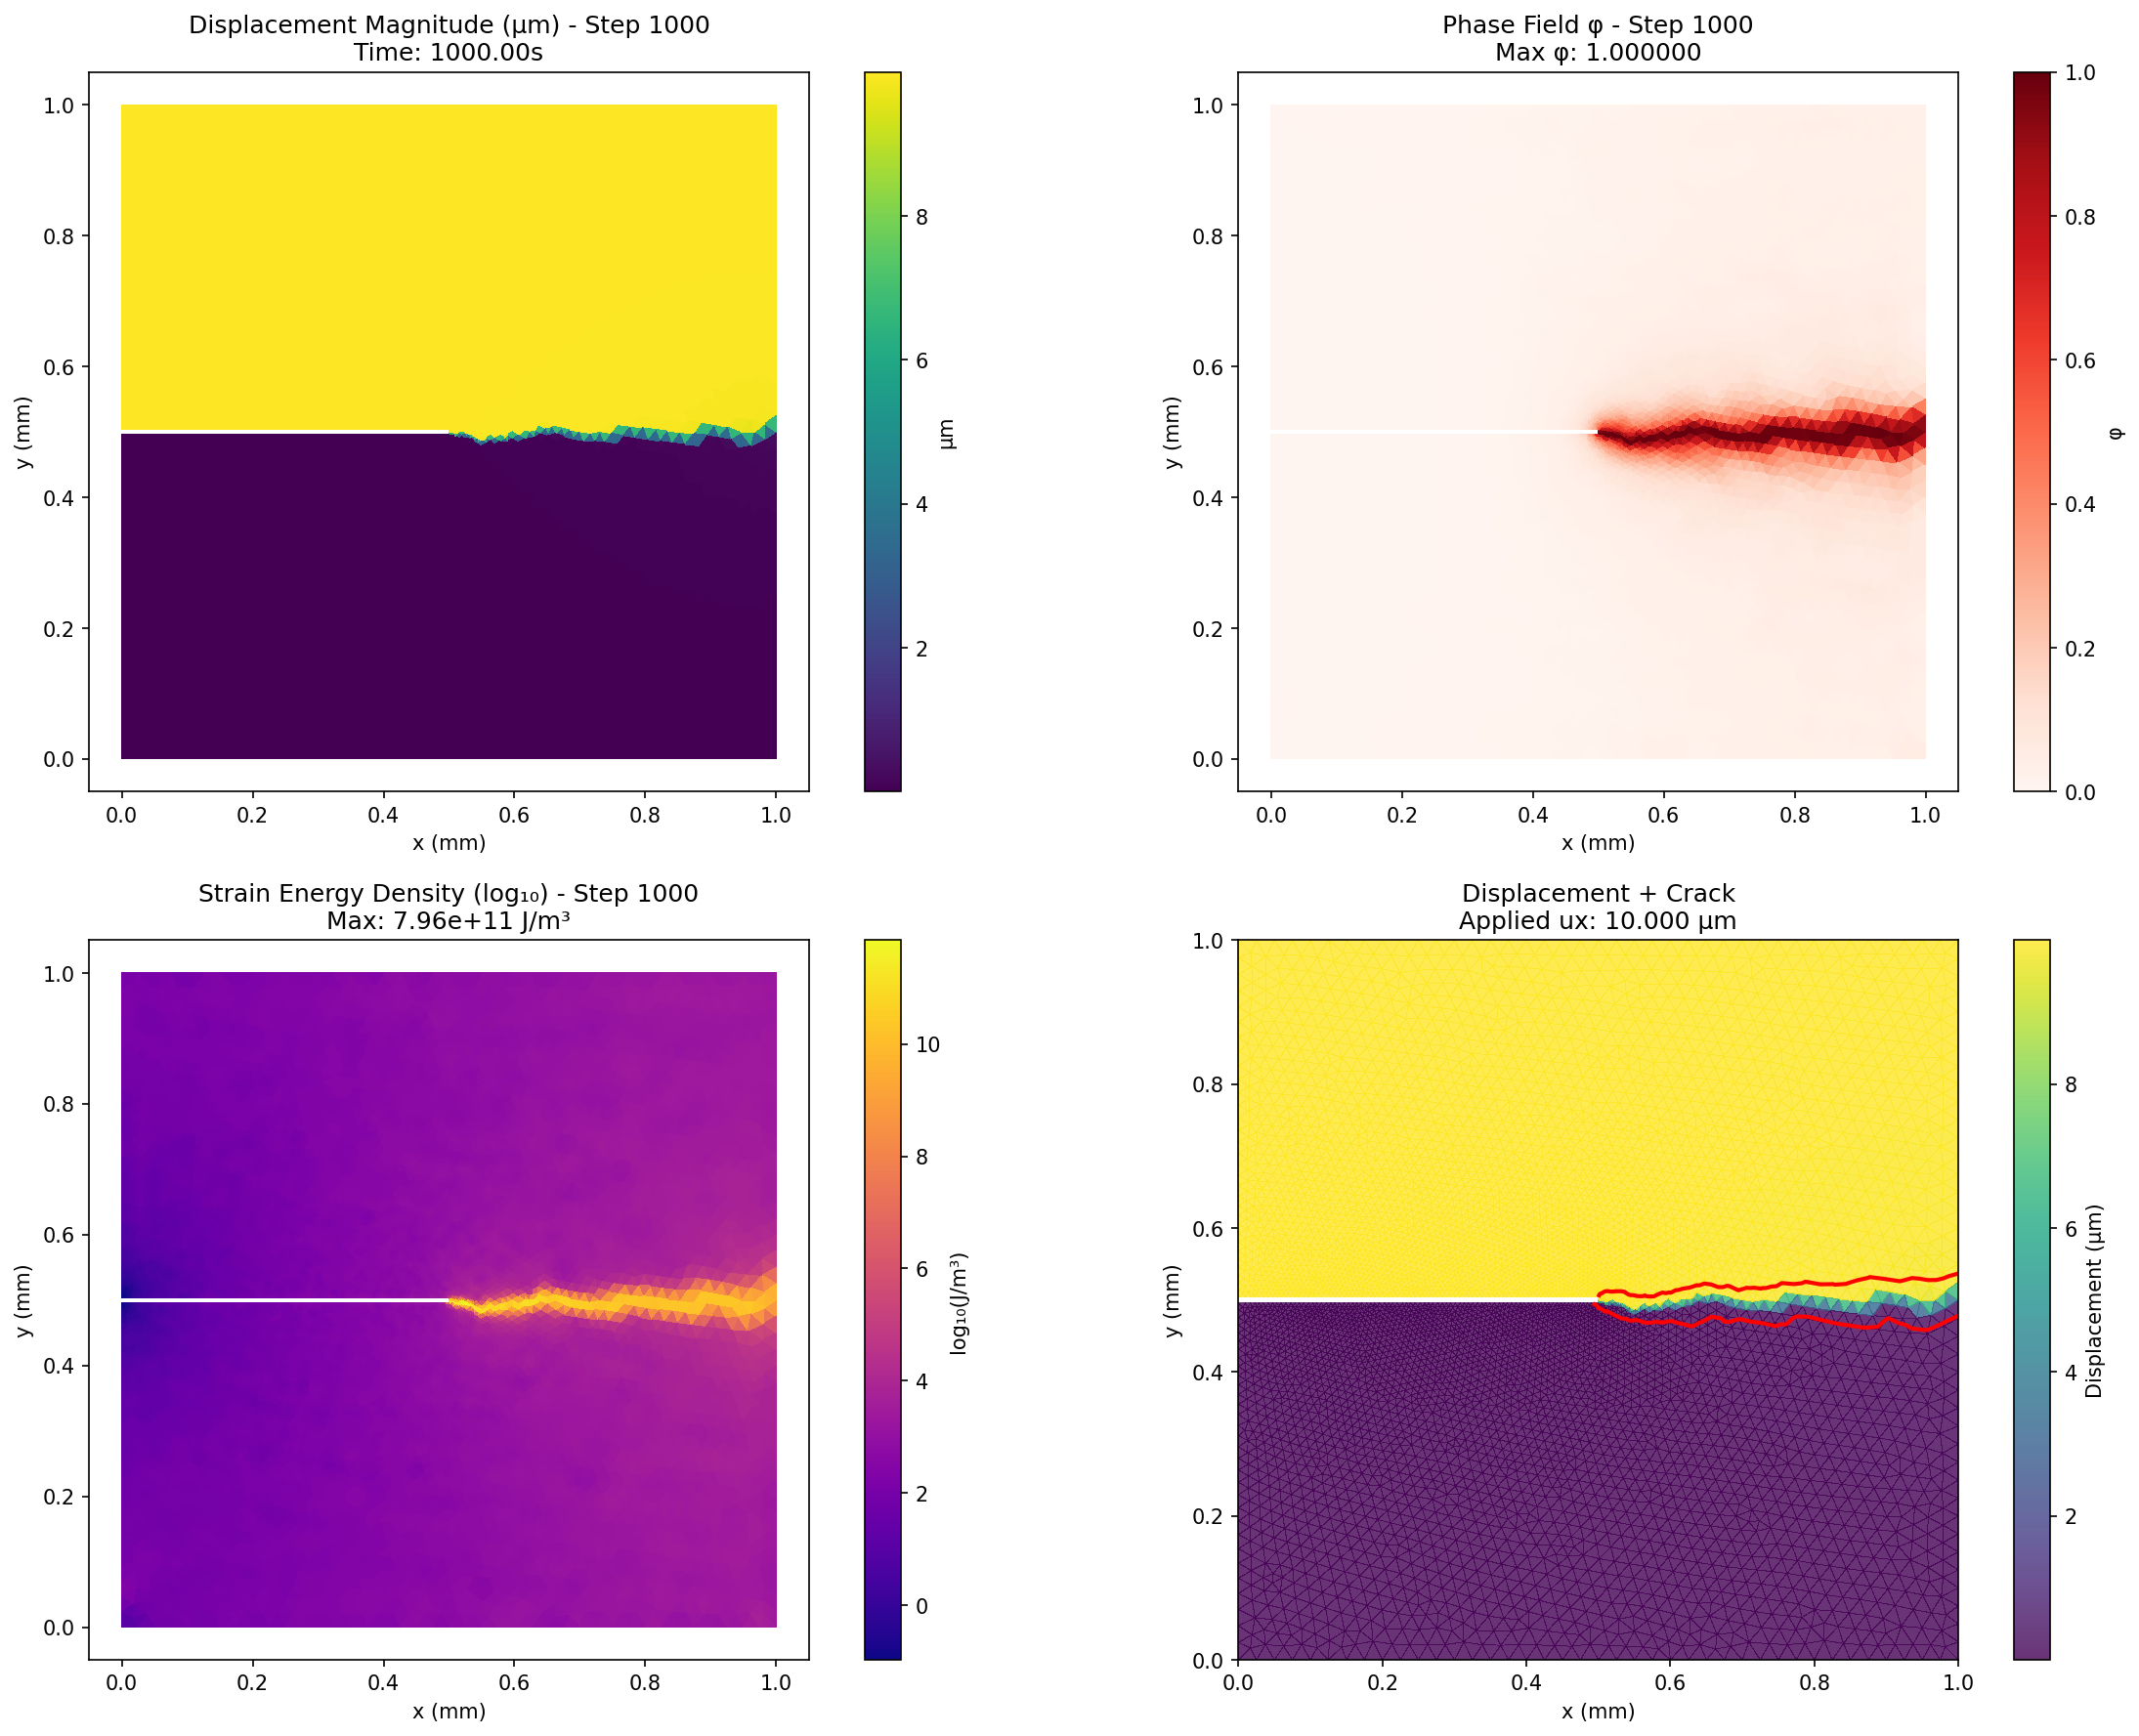 Displacement Magnitude (μm) - Step 1000
Time: 1000.00s
1.0
0.8
0.6
0.4
0.2
0.0
y (mm)
0.0 0.2 0.4 0.6 0.8 1.0
x (mm)
8
6
4
2
μm
Phase Field φ - Step 1000
Max φ: 1.000000
1.0
0.8
0.6
0.4
0.2
0.0
y (mm)
0.0 0.2 0.4 0.6 0.8 1.0
x (mm)
1.0
0.8
0.6
0.4
0.2
0.0
φ
Strain Energy Density (log₁₀) - Step 1000
Max: 7.96e+11 J/m³
1.0
0.8
0.6
0.4
0.2
0.0
y (mm)
0.0 0.2 0.4 0.6 0.8 1.0
x (mm)
10
8
6
4
2
0
log₁₀(J/m³)
Displacement + Crack
Applied ux: 10.000 μm
1.0
0.8
0.6
0.4
0.2
0.0
y (mm)
0.0 0.2 0.4 0.6 0.8 1.0
x (mm)
8
6
4
2
Displacement (μm)